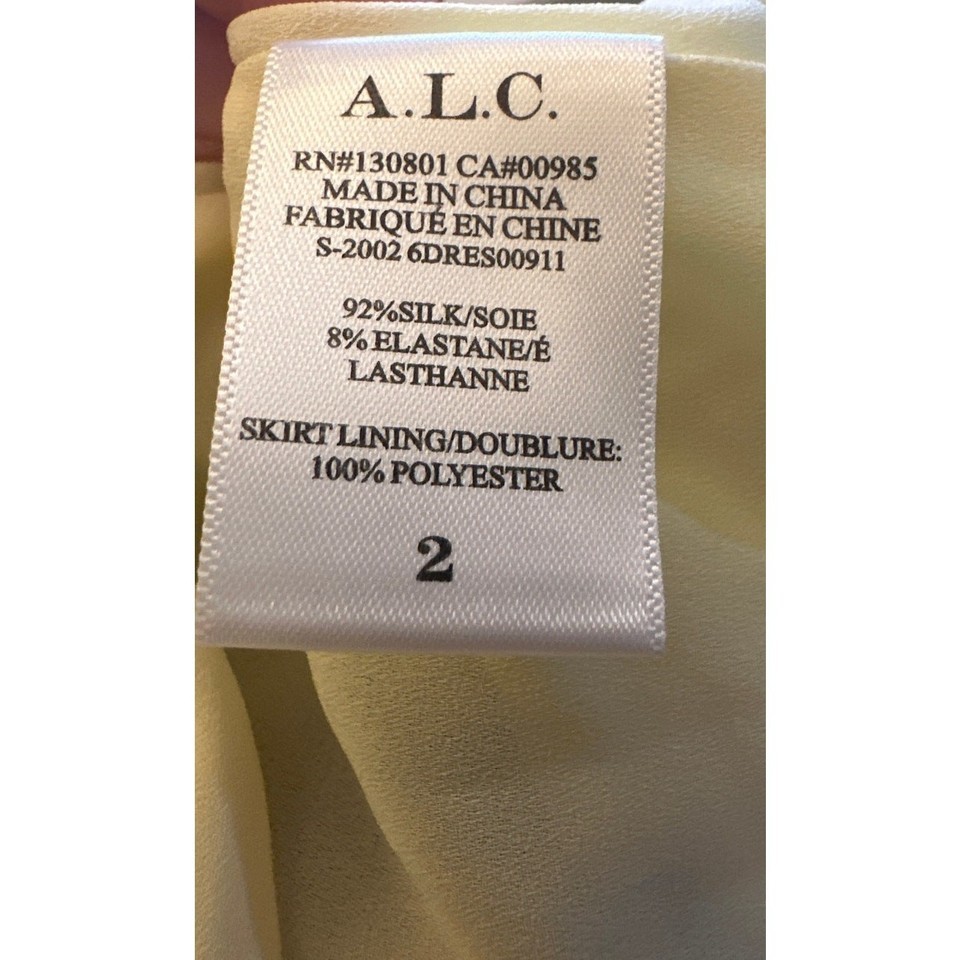 A.L.C.
RN#130801 CA#00985
MADE IN CHINA
FABRIQUÉ EN CHINE
S-2002 6DRES00911
92%SILK/SOIE
8% ELASTANE/É
LASTHANNE
SKIRT LINING/DOUBLURE:
100% POLYESTER
2